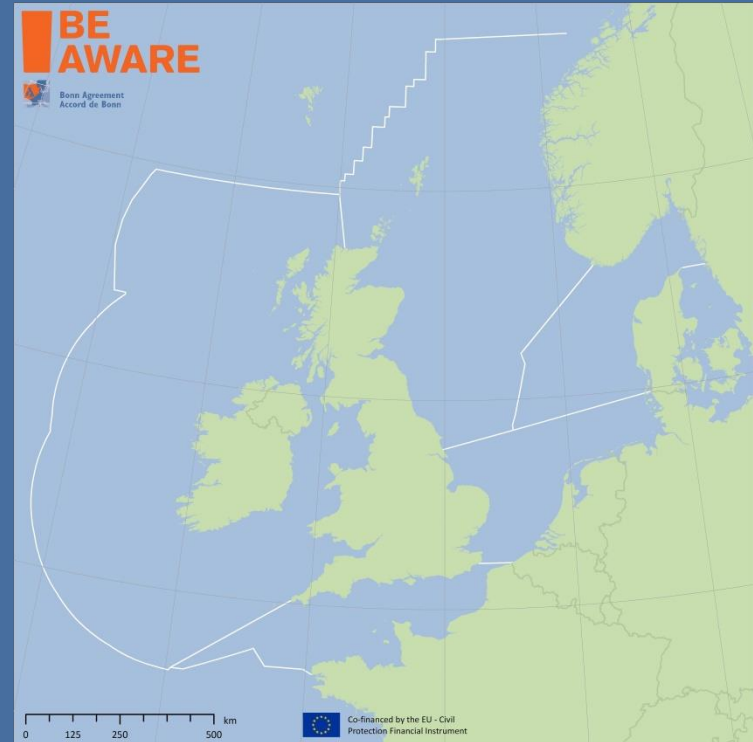 BE
AWARE
Bonn Agreement
Accord de Bonn
km
0 125 250 500
Co-financed by the EU - Civil
Protection Financial Instrument